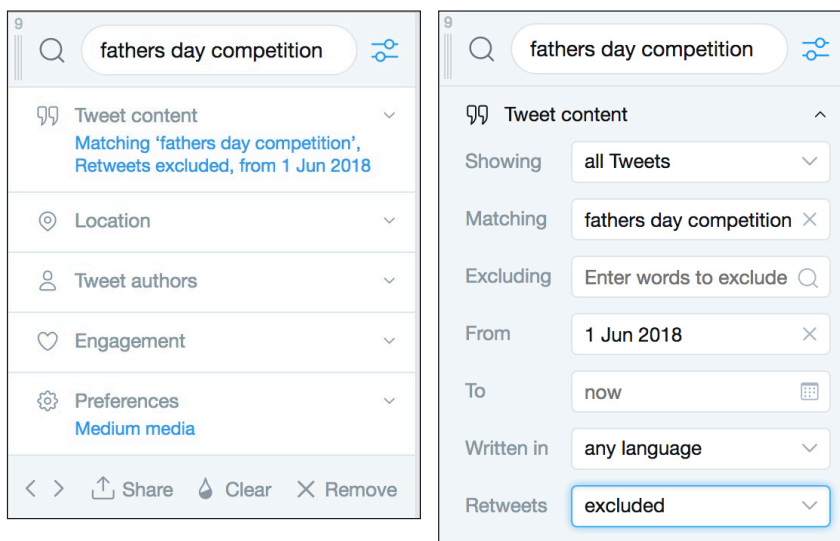 9
fathers day competition
Tweet content
Matching ‘fathers day competition’,
Retweets excluded, from 1 Jun 2018
Location
Tweet authors
Engagement
Preferences
Medium media
Share Clear Remove
9
fathers day competition
Tweet content
Showing all Tweets
Matching fathers day competition
Excluding Enter words to exclude
From 1 Jun 2018
To now
Written in any language
Retweets excluded